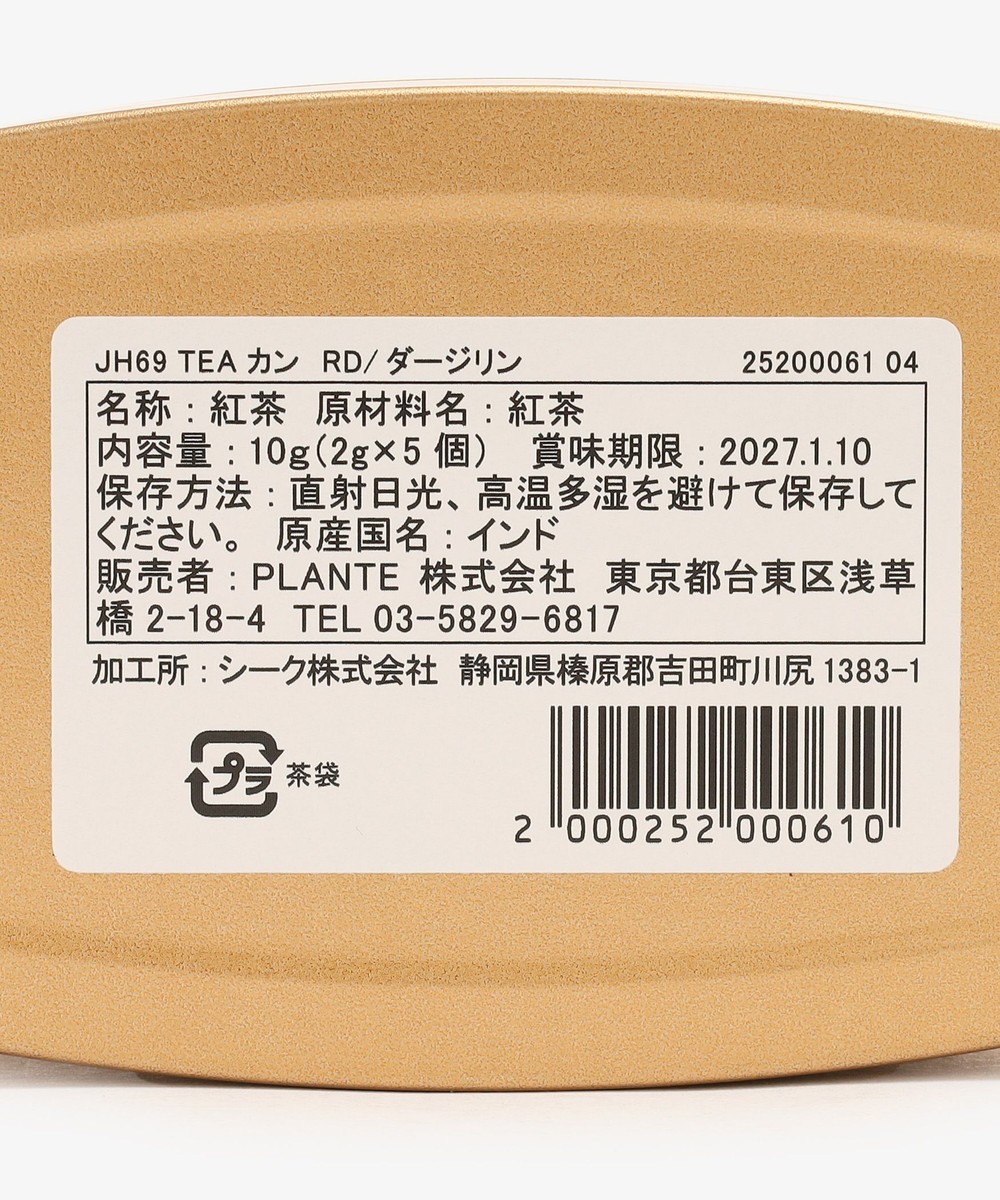 JH69 TEA カン RD/ダージリン 25200061 04
名称：紅茶 原材料名：紅茶
内容量：10g（2g×5 個） 賞味期限：2027.1.10
保存方法：直射日光、高温多湿を避けて保存して
ください。 原産国名：インド
販売者：PLANTE 株式会社 東京都台東区浅草
橋 2-18-4 TEL 03-5829-6817
加工所：シーク株式会社 静岡県榛原郡吉田町川尻 1383-1
プラ 茶袋
2 000252 000610